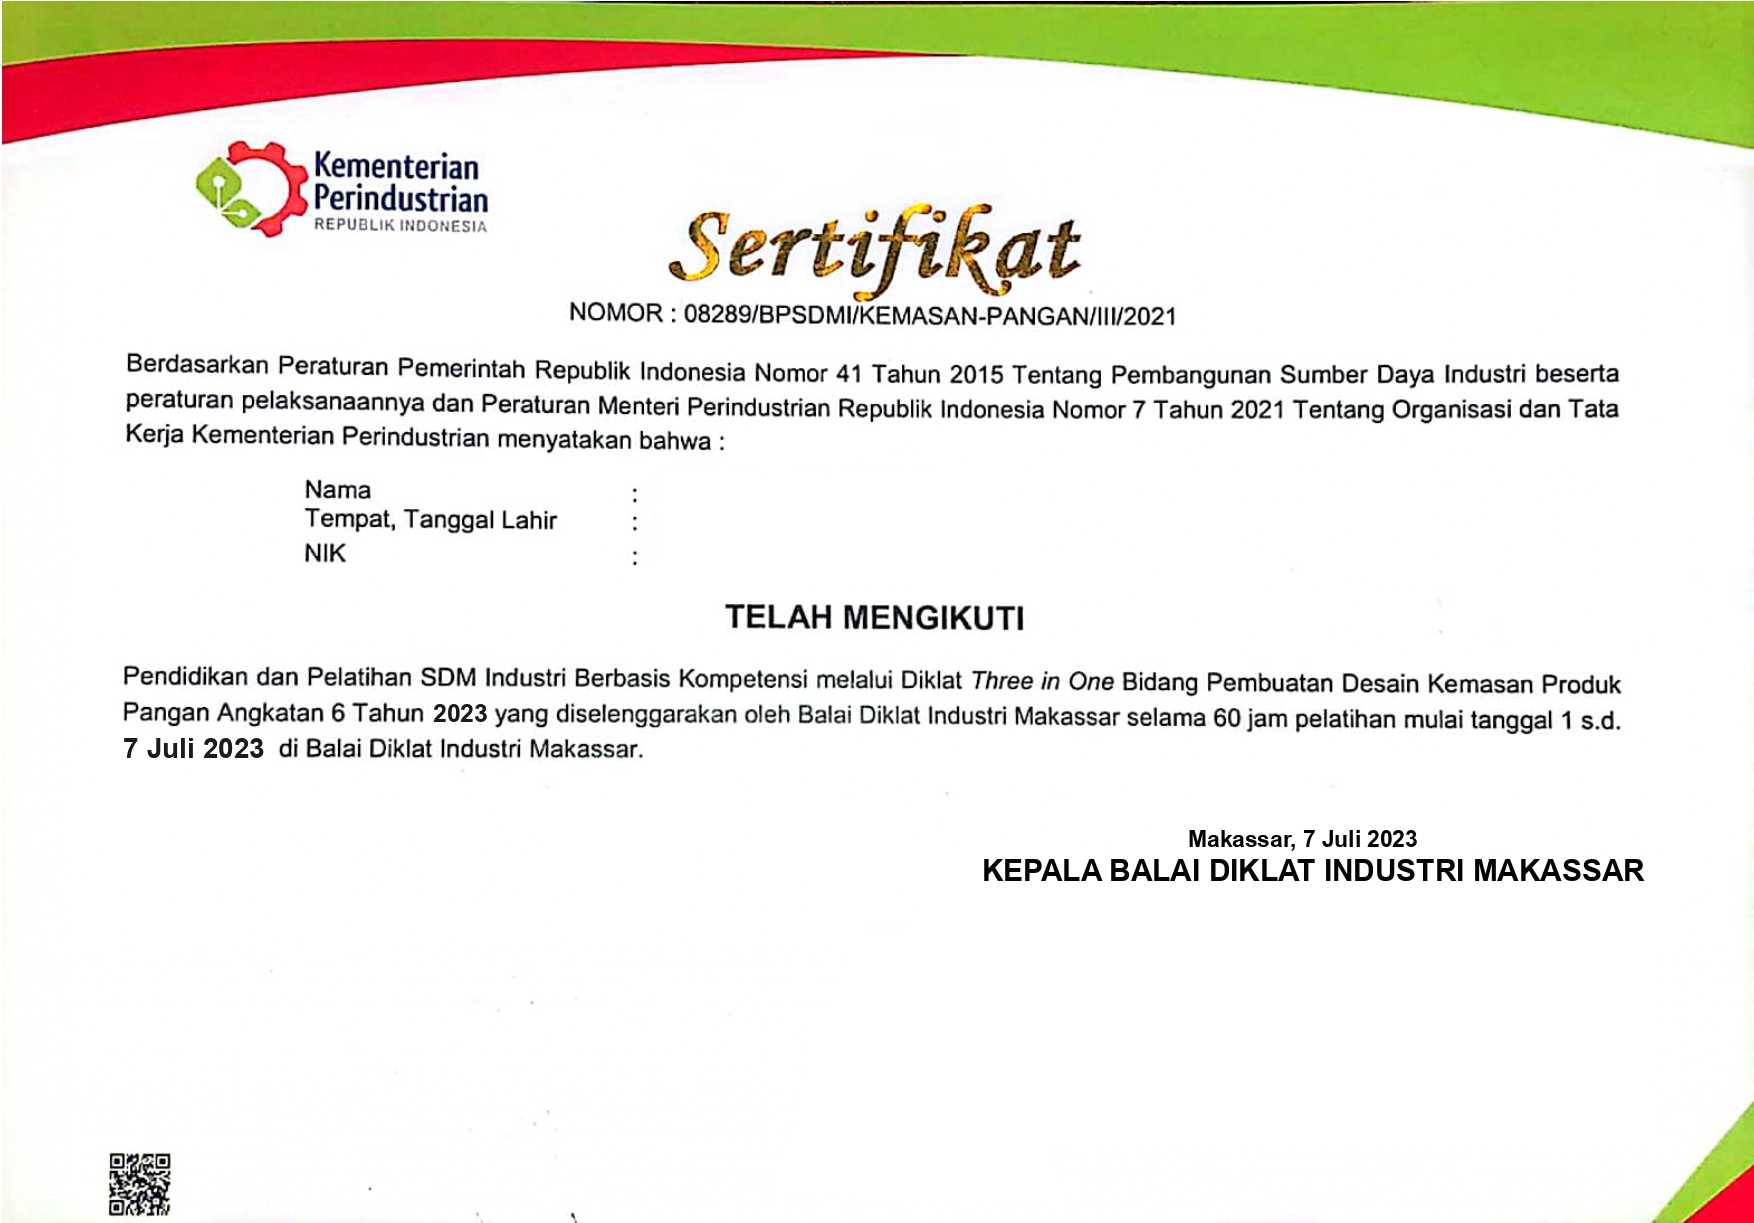 Kementerian
Perindustrian
REPUBLIK INDONESIA
Sertifikat
NOMOR : 08289/BPSDMI/KEMASAN-PANGAN/III/2021
Berdasarkan Peraturan Pemerintah Republik Indonesia Nomor 41 Tahun 2015 Tentang Pembangunan Sumber Daya Industri beserta
peraturan pelaksanaannya dan Peraturan Menteri Perindustrian Republik Indonesia Nomor 7 Tahun 2021 Tentang Organisasi dan Tata
Kerja Kementerian Perindustrian menyatakan bahwa :
Nama :
Tempat, Tanggal Lahir :
NIK :
TELAH MENGIKUTI
Pendidikan dan Pelatihan SDM Industri Berbasis Kompetensi melalui Diklat Three in One Bidang Pembuatan Desain Kemasan Produk
Pangan Angkatan 6 Tahun 2023 yang diselenggarakan oleh Balai Diklat Industri Makassar selama 60 jam pelatihan mulai tanggal 1 s.d.
7 Juli 2023 di Balai Diklat Industri Makassar.
Makassar, 7 Juli 2023
KEPALA BALAI DIKLAT INDUSTRI MAKASSAR